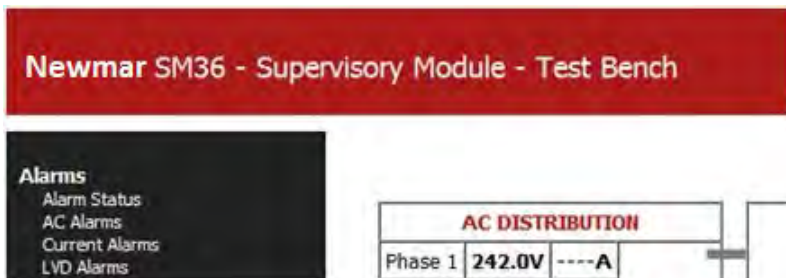 Newmar SM36 - Supervisory Module - Test Bench
Alarms
Alarm Status
AC Alarms
Current Alarms
LVD Alarms
AC DISTRIBUTION
Phase 1 242.0V ----A